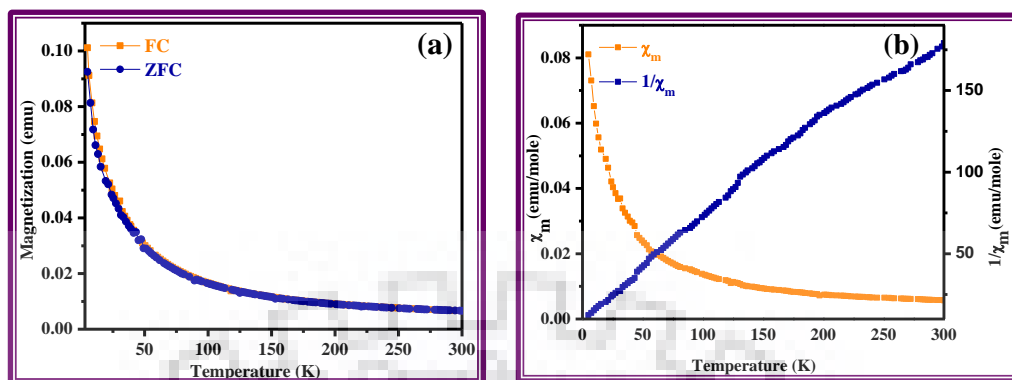 (a)
FC
ZFC
0.10
0.08
0.06
0.04
0.02
0.00
Magnetization (emu)
50
100
150
200
250
300
Temperature (K)
(b)
χm
1/χm
0.08
0.06
0.04
0.02
0.00
χm(emu/mole)
150
100
50
1/χm(emu/mole)
0
50
100
150
200
250
300
Temperature (K)